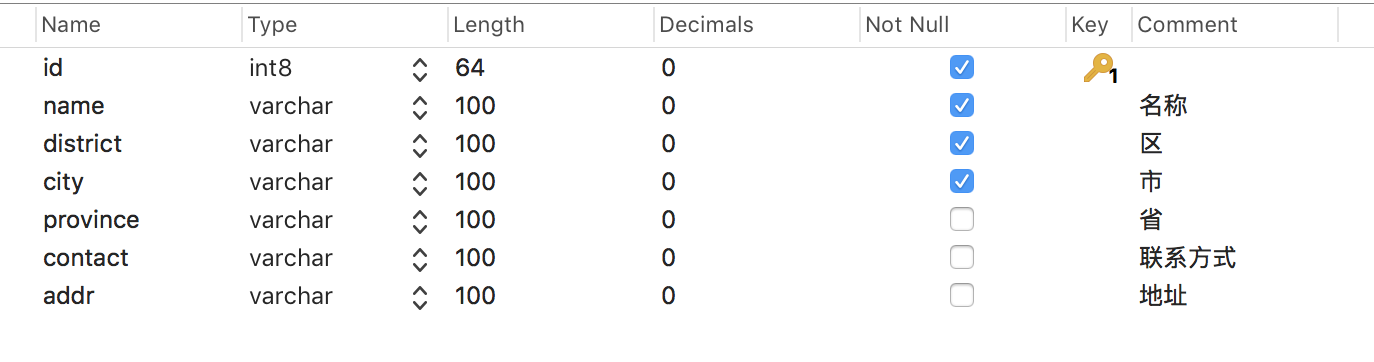 Name Type Length Decimals Not Null Key Comment
id int8 64 0 1
name varchar 100 0 名称
district varchar 100 0 区
city varchar 100 0 市
province varchar 100 0 省
contact varchar 100 0 联系方式
addr varchar 100 0 地址